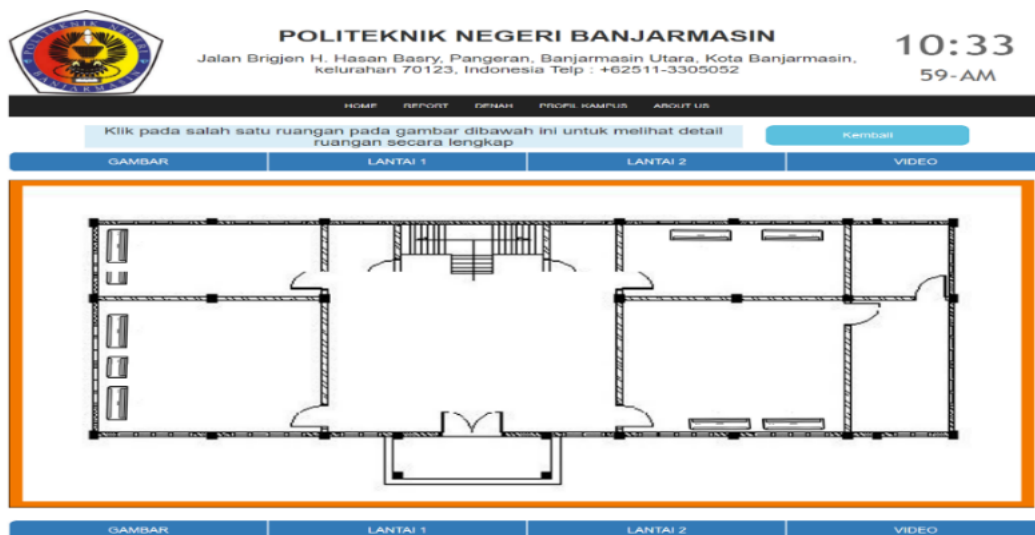 POLITEKNIK NEGERI BANJARMASIN
Jalan Brigjen H. Hasan Basry, Pangeran, Banjarmasin Utara, Kota Banjarmasin,
kelurahan 70123, Indonesia Telp : +62511-3305052
10:33
59-AM
POLITEKNIK NEGERI
BANJARMASIN
HOME REPORT DENAH PROFIL KAMPUS ABOUT US
Klik pada salah satu ruangan pada gambar dibawah ini untuk melihat detail
ruangan secara lengkap
Kembali
GAMBAR LANTAI 1 LANTAI 2 VIDEO
GAMBAR LANTAI 1 LANTAI 2 VIDEO